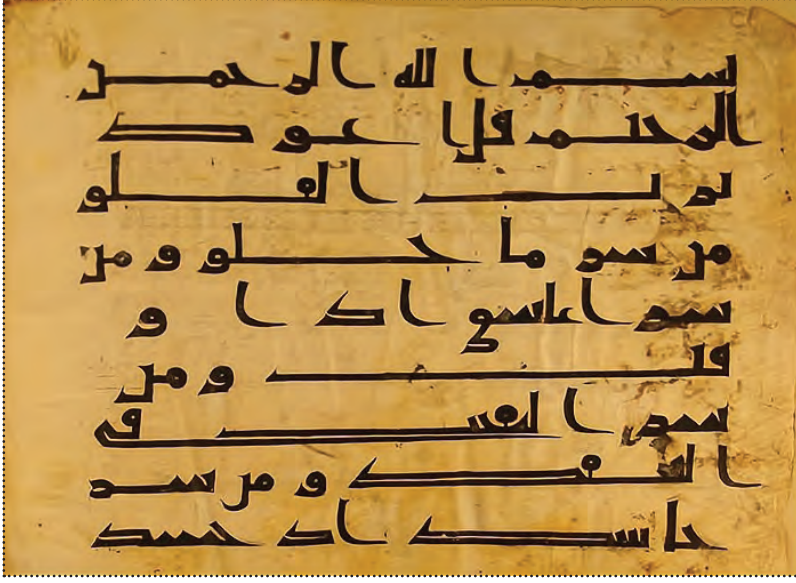 بسم الله الرحمن
الرحيم قل اعوذ
برب الفلق
من شر ما خلق ومن
شر غاسق اذا و
قب ومن
شر النفثت في
العقد ومن شر
حاسد اذا حسد